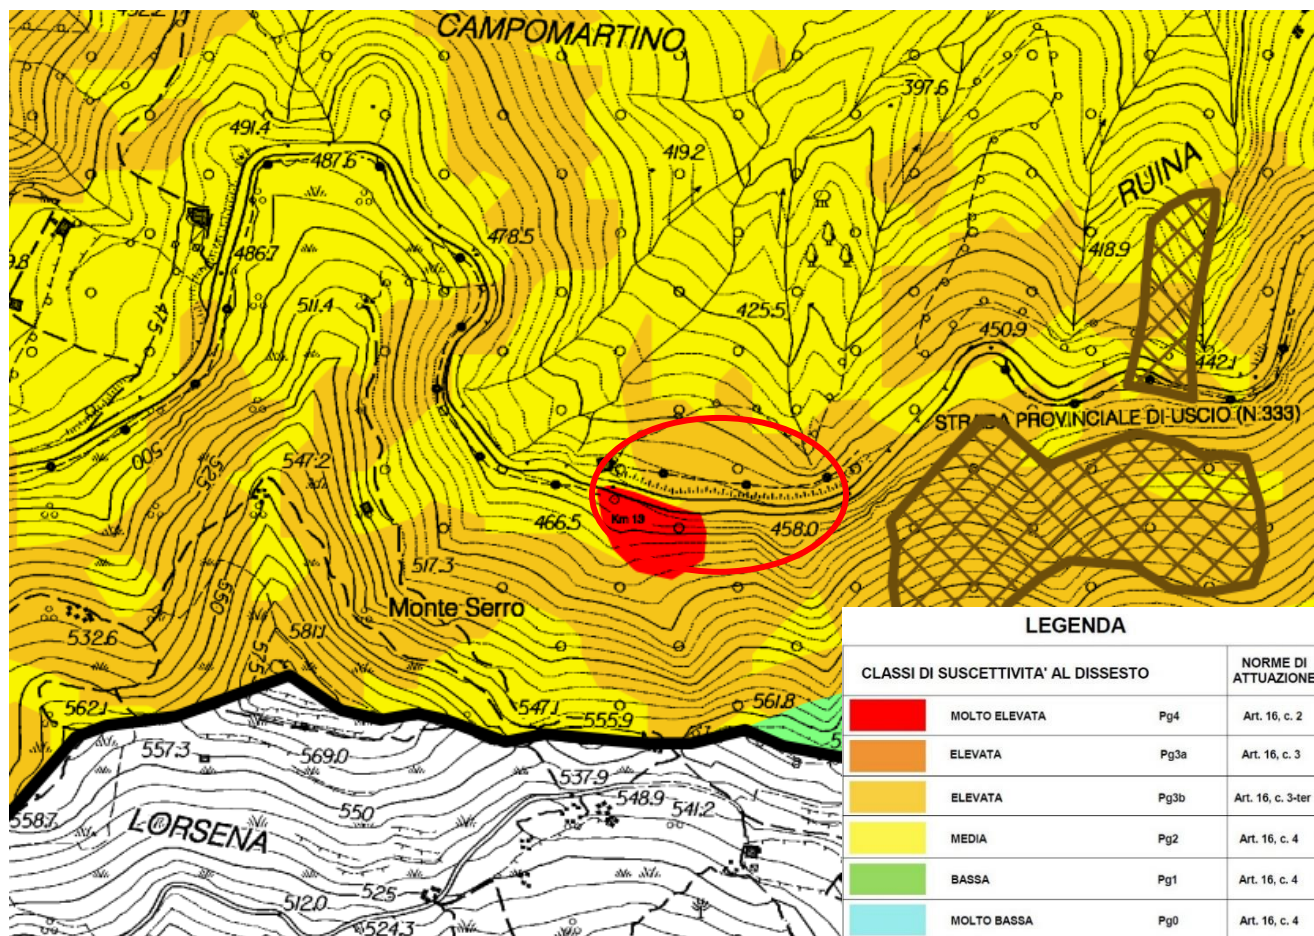 492.2
CAMPOMARTINO
397.6
491.4
487.6
419.2
RUINA
478.5
418.9
486.7
9.8
511.4
475
425.5
450.9
442.1
STRADA PROVINCIALE DI USCIO (N.333)
500
525
547.2
Km 13
466.5
458.0
517.3
550
Monte Serro
532.6
581.1
575
562.1
547.1
555.9
561.8
5
557.3
569.0
537.9
558.7
550
548.9
541.2
LORSENA
525
512.0
524.3
LEGENDA
CLASSI DI SUSCETTIVITA' AL DISSESTO NORME DI
ATTUAZIONE
MOLTO ELEVATA Pg4 Art. 16, c. 2
ELEVATA Pg3a Art. 16, c. 3
ELEVATA Pg3b Art. 16, c. 3-ter
MEDIA Pg2 Art. 16, c. 4
BASSA Pg1 Art. 16, c. 4
MOLTO BASSA Pg0 Art. 16, c. 4